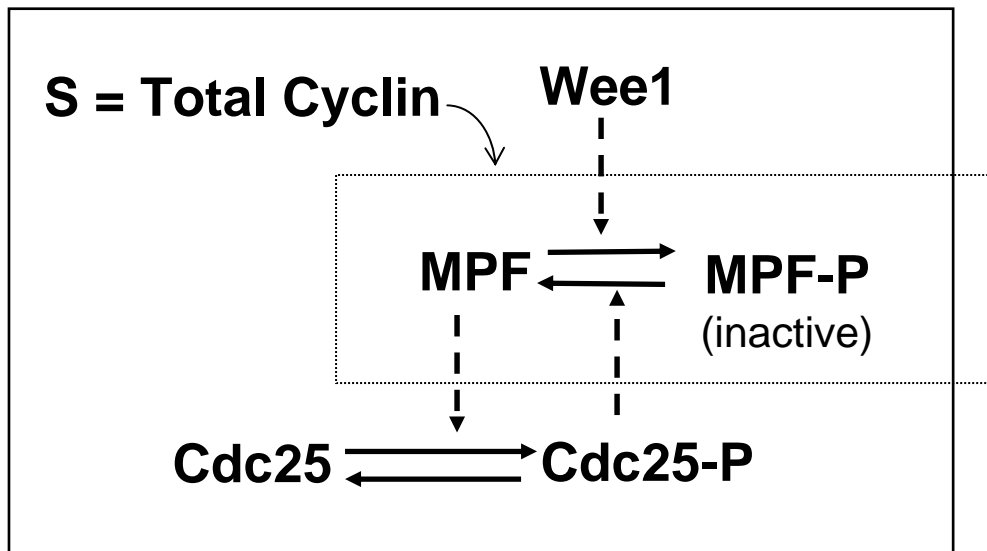 S = Total Cyclin
Wee1
MPF
MPF-P
(inactive)
Cdc25
Cdc25-P